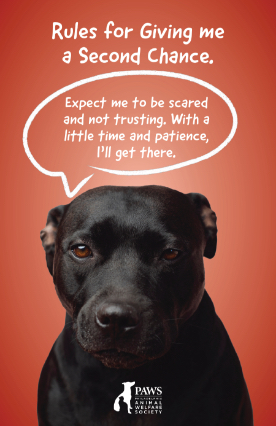 Rules for Giving me
a Second Chance.
Expect me to be scared
and not trusting. With a
little time and patience,
I'll get there.
PAWS
PHILADELPHIA
ANIMAL
WELFARE
SOCIETY